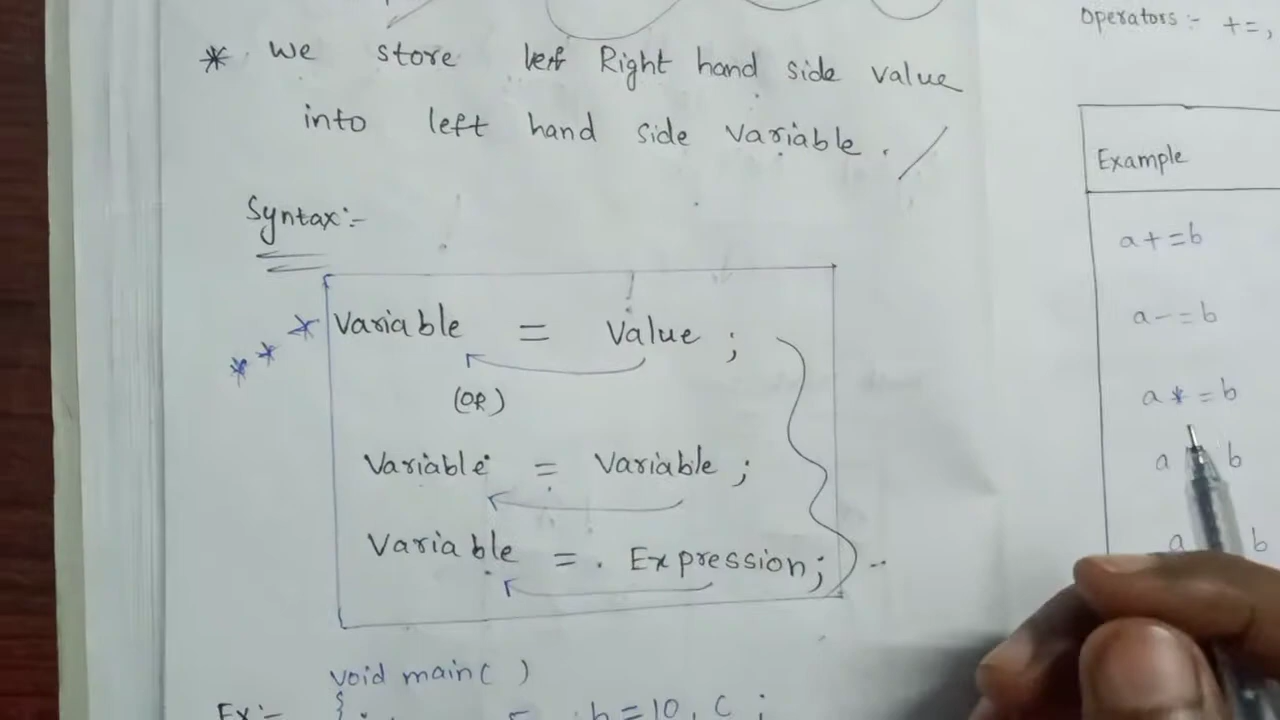 * We store Right hand side value
into left hand side variable.
Syntax:-
*** Variable = Value ;
(OR)
Variable = Variable ;
Variable = Expression;
void main( )
Ex:- { b=10, C ;
Operators :- +=,
Example
a+=b
a-=b
a*=b
a b
a b